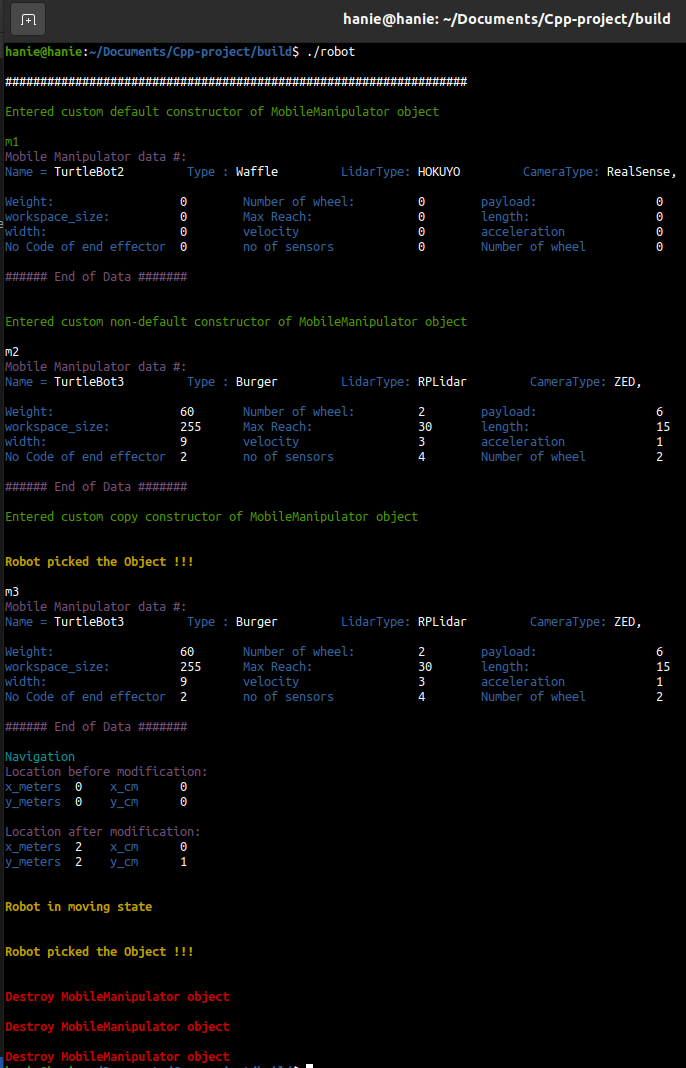 hanie@hanie: ~/Documents/Cpp-project/build
hanie@hanie:~/Documents/Cpp-project/build$ ./robot
##################################################################
Entered custom default constructor of MobileManipulator object
m1
Mobile Manipulator data #:
Name = TurtleBot2 Type : Waffle LidarType: HOKUYO CameraType: RealSense,
Weight: 0 Number of wheel: 0 payload: 0
workspace_size: 0 Max Reach: 0 length: 0
width: 0 velocity 0 acceleration 0
No Code of end effector 0 no of sensors 0 Number of wheel 0
###### End of Data #######
Entered custom non-default constructor of MobileManipulator object
m2
Mobile Manipulator data #:
Name = TurtleBot3 Type : Burger LidarType: RPLidar CameraType: ZED,
Weight: 60 Number of wheel: 2 payload: 6
workspace_size: 255 Max Reach: 30 length: 15
width: 9 velocity 3 acceleration 1
No Code of end effector 2 no of sensors 4 Number of wheel 2
###### End of Data #######
Entered custom copy constructor of MobileManipulator object
Robot picked the Object !!!
m3
Mobile Manipulator data #:
Name = TurtleBot3 Type : Burger LidarType: RPLidar CameraType: ZED,
Weight: 60 Number of wheel: 2 payload: 6
workspace_size: 255 Max Reach: 30 length: 15
width: 9 velocity 3 acceleration 1
No Code of end effector 2 no of sensors 4 Number of wheel 2
###### End of Data #######
Navigation
Location before modification:
x_meters 0 x_cm 0
y_meters 0 y_cm 0
Location after modification:
x_meters 2 x_cm 0
y_meters 2 y_cm 1
Robot in moving state
Robot picked the Object !!!
Destroy MobileManipulator object
Destroy MobileManipulator object
Destroy MobileManipulator object